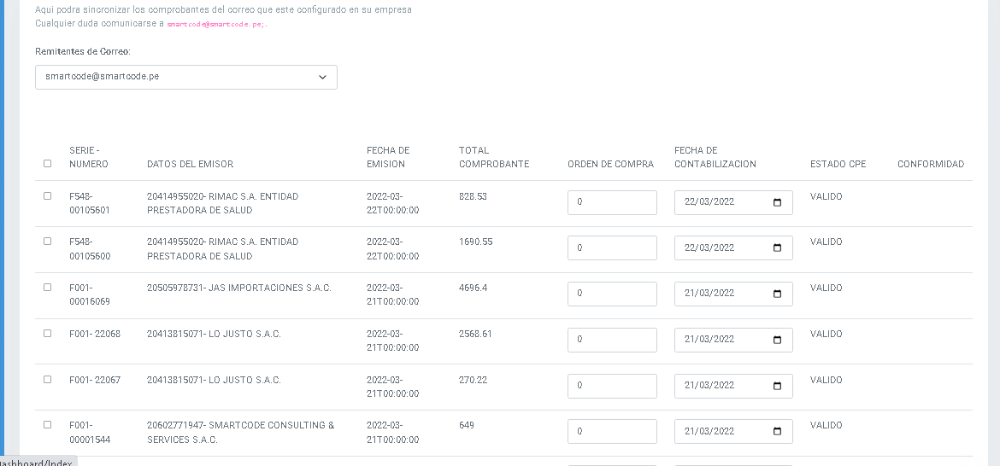 Aqui podra sincronizar los comprobantes del correo que este configurado en su empresa
Cualquier duda comunicarse a smartcode@smartcode.pe;.
Remitentes de Correo:
smartcode@smartcode.pe
SERIE - NUMERO DATOS DEL EMISOR FECHA DE EMISION TOTAL COMPROBANTE ORDEN DE COMPRA FECHA DE CONTABILIZACION ESTADO CPE CONFORMIDAD
F548- 20414955020- RIMAC S.A. ENTIDAD 2022-03- 828.53 0 22/03/2022 VALIDO
00105601 PRESTADORA DE SALUD 22T00:00:00
F548- 20414955020- RIMAC S.A. ENTIDAD 2022-03- 1690.55 0 22/03/2022 VALIDO
00105600 PRESTADORA DE SALUD 22T00:00:00
F001- 20505978731- JAS IMPORTACIONES S.A.C. 2022-03- 4696.4 0 21/03/2022 VALIDO
00016069 21T00:00:00
F001- 22068 20413815071- LO JUSTO S.A.C. 2022-03- 2568.61 0 21/03/2022 VALIDO
21T00:00:00
F001- 22067 20413815071- LO JUSTO S.A.C. 2022-03- 270.22 0 21/03/2022 VALIDO
21T00:00:00
F001- 20602771947- SMARTCODE CONSULTING & 2022-03- 649 0 21/03/2022 VALIDO
00001544 SERVICES S.A.C. 21T00:00:00
ashboard/Index